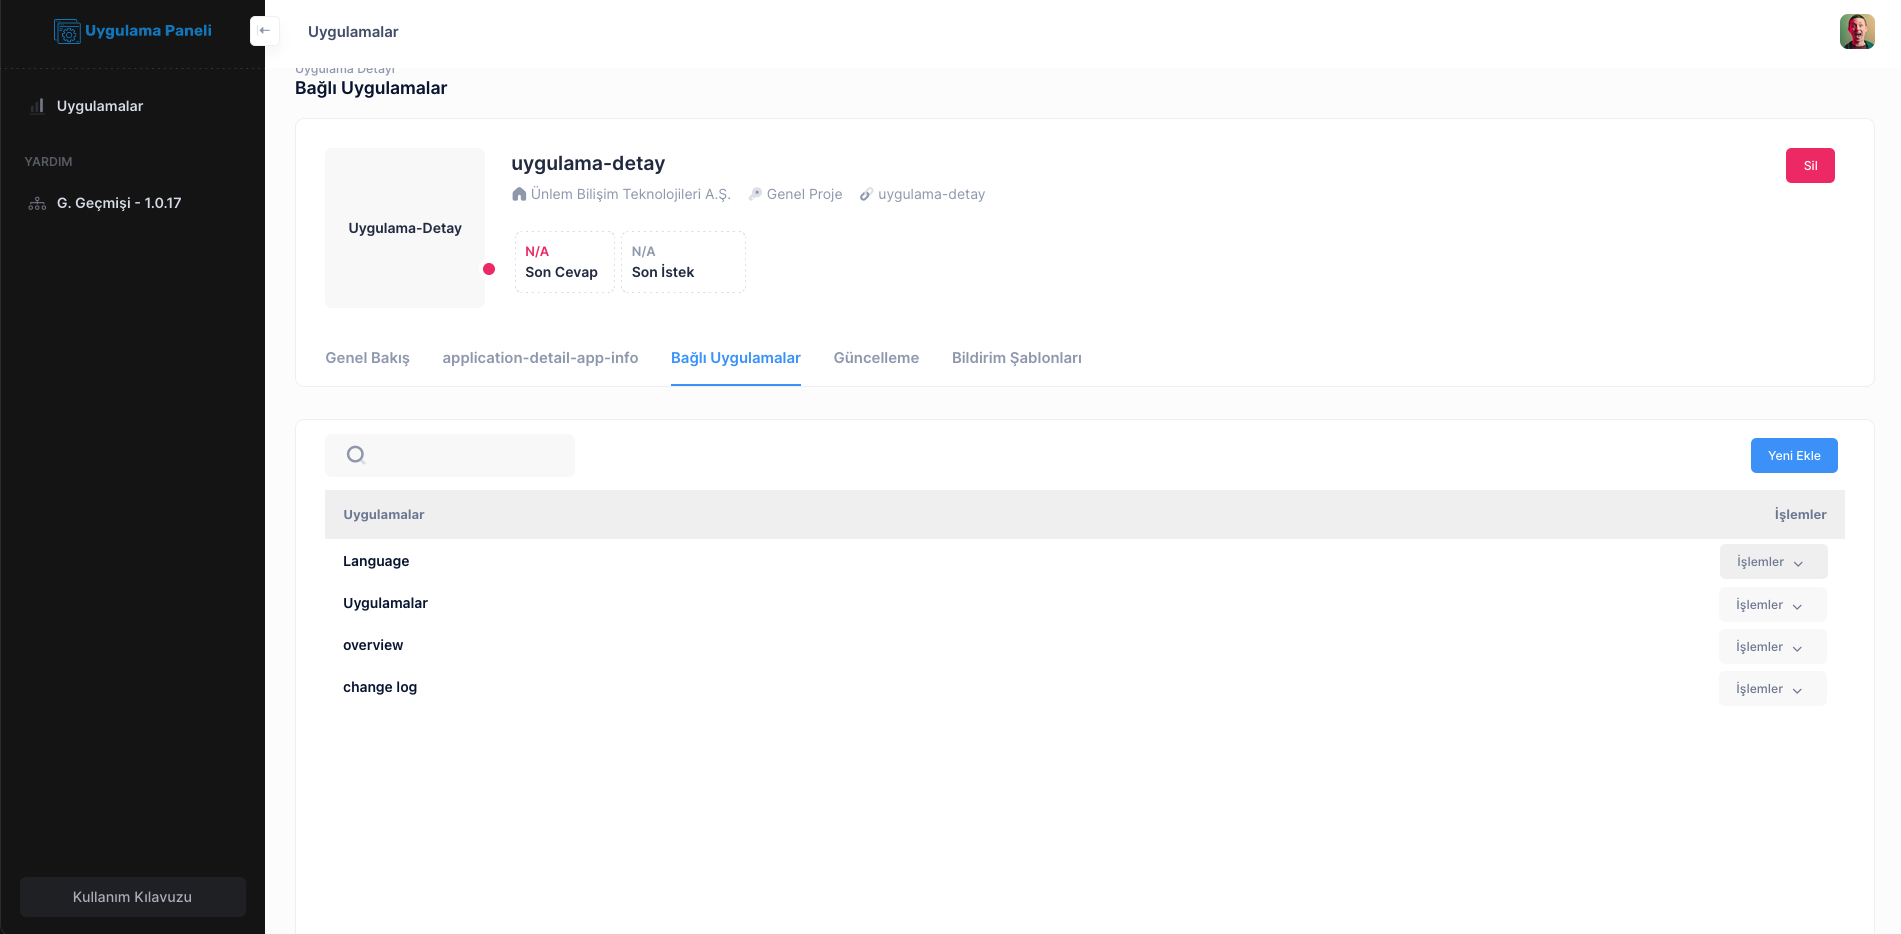 Uygulama Paneli
Uygulamalar
Uygulamalar
YARDIM
G. Geçmişi - 1.0.17
Kullanım Kılavuzu
Uygulama Detayı
Bağlı Uygulamalar
Uygulama-Detay
uygulama-detay
Ünlem Bilişim Teknolojileri A.Ş. Genel Proje uygulama-detay
Sil
N/A
Son Cevap
N/A
Son İstek
Genel Bakış application-detail-app-info Bağlı Uygulamalar Güncelleme Bildirim Şablonları
Yeni Ekle
Uygulamalar İşlemler
Language İşlemler
Uygulamalar İşlemler
overview İşlemler
change log İşlemler